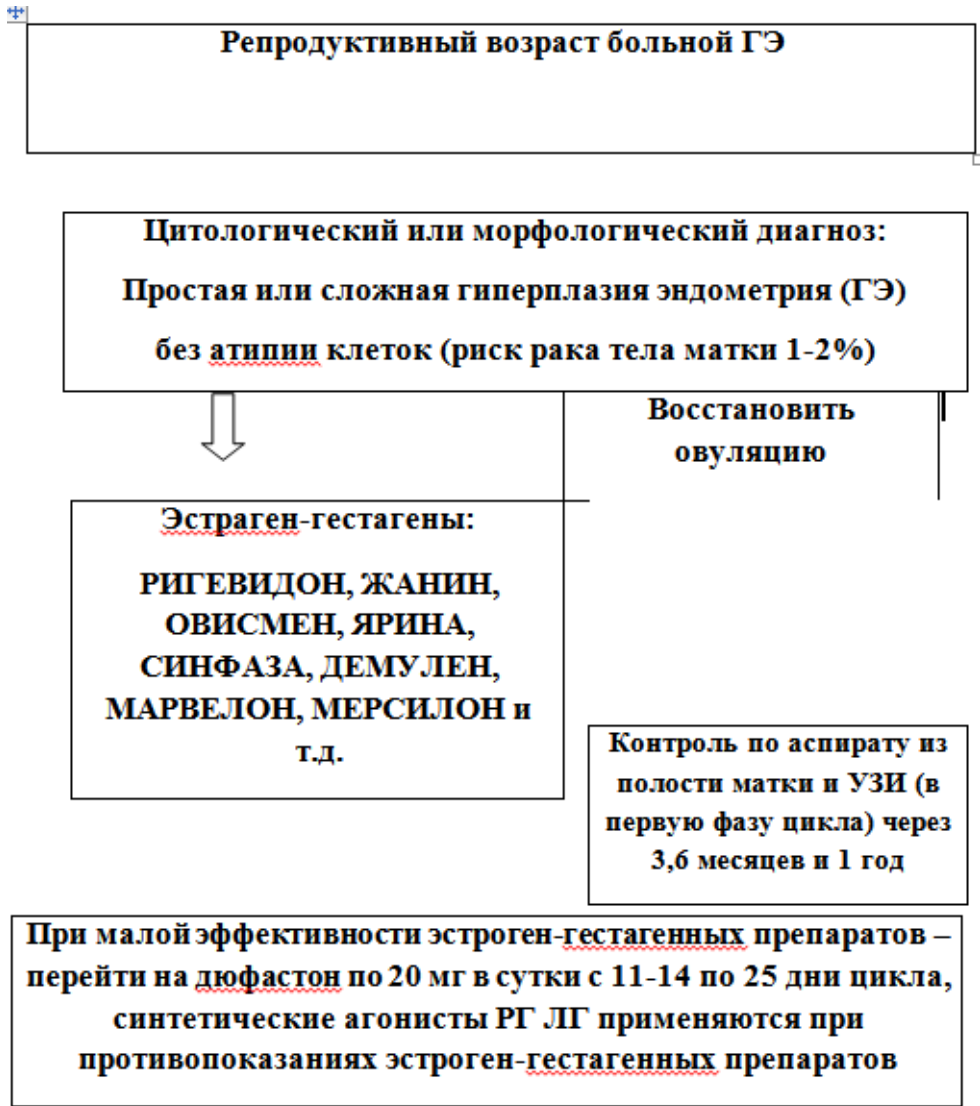 Репродуктивный возраст больной ГЭ
Цитологический или морфологический диагноз:
Простая или сложная гиперплазия эндометрия (ГЭ)
без атипии клеток (риск рака тела матки 1-2%)
Восстановить
овуляцию
Эстраген-гестагены:
РИГЕВИДОН, ЖАНИН,
ОВИСМЕН, ЯРИНА,
СИНФАЗА, ДЕМУЛЕН,
МАРВЕЛОН, МЕРСИЛОН и
т.д.
Контроль по аспирату из
полости матки и УЗИ (в
первую фазу цикла) через
3,6 месяцев и 1 год
При малой эффективности эстроген-гестагенных препаратов –
перейти на дюфастон по 20 мг в сутки с 11-14 по 25 дни цикла,
синтетические агонисты РГ ЛГ применяются при
противопоказаниях эстроген-гестагенных препаратов